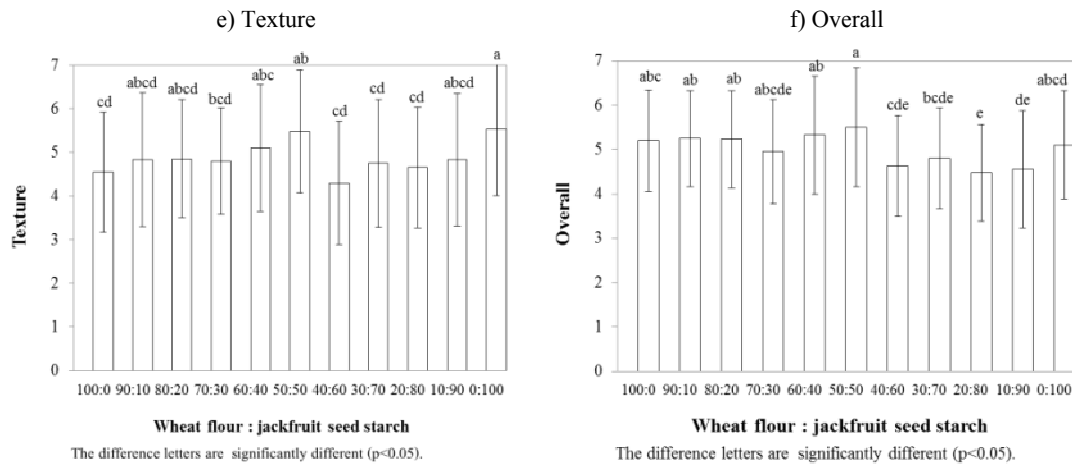 e) Texture
7
6
5
4
3
2
1
0
Texture
cd
abcd
abcd
bcd
abc
ab
cd
cd
cd
abcd
a
100:0 90:10 80:20 70:30 60:40 50:50 40:60 30:70 20:80 10:90 0:100
Wheat flour : jackfruit seed starch
The difference letters are significantly different (p<0.05).
f) Overall
7
6
5
4
3
2
1
0
Overall
abc
ab
ab
abcde
ab
a
cde
bcde
e
de
abcd
100:0 90:10 80:20 70:30 60:40 50:50 40:60 30:70 20:80 10:90 0:100
Wheat flour : jackfruit seed starch
The difference letters are significantly different (p<0.05).